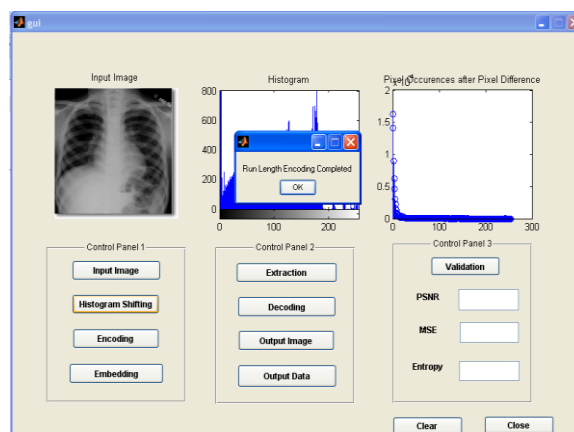 gui
Input Image
Histogram
Pixel Occurences after Pixel Difference
× 10^4
800
600
400
200
0
0
100
200
2
1.5
1
0.5
0
0
100
200
300
Run Length Encoding Completed
OK
Control Panel 1
Input Image
Histogram Shifting
Encoding
Embedding
Control Panel 2
Extraction
Decoding
Output Image
Output Data
Control Panel 3
Validation
PSNR
MSE
Entropy
Clear
Close